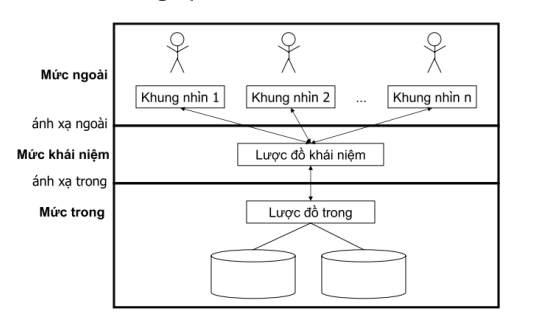 Mức ngoài
Khung nhìn 1
Khung nhìn 2
...
Khung nhìn n
ánh xạ ngoài
Mức khái niệm
Lược đồ khái niệm
ánh xạ trong
Mức trong
Lược đồ trong